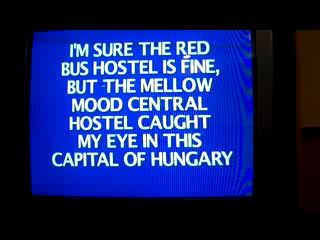 I'M SURE THE RED
BUS HOSTEL IS FINE,
BUT THE MELLOW
MOOD CENTRAL
HOSTEL CAUGHT
MY EYE IN THIS
CAPITAL OF HUNGARY